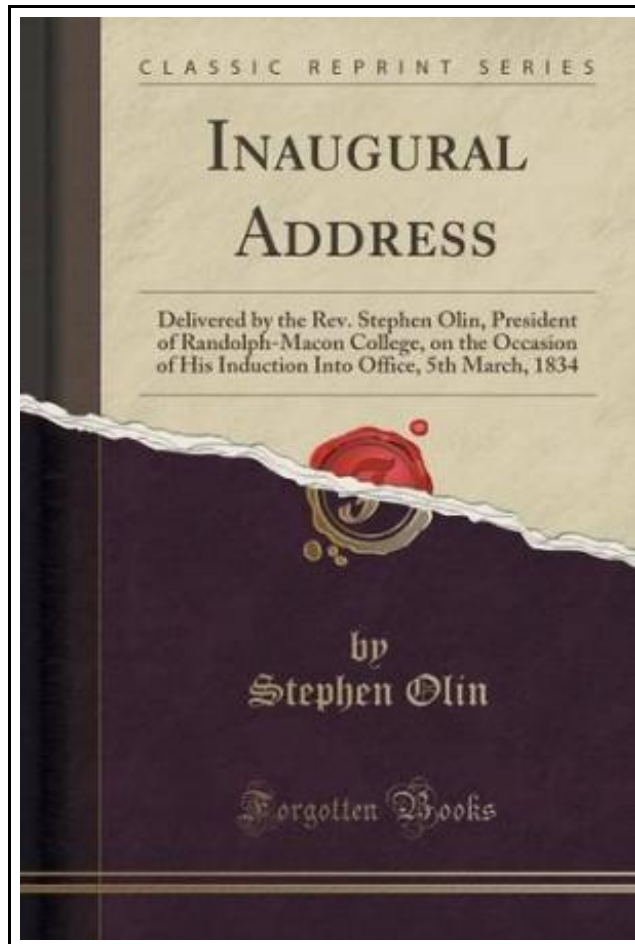 CLASSIC REPRINT SERIES
INAUGURAL
ADDRESS
Delivered by the Rev. Stephen Olin, President
of Randolph-Macon College, on the Occasion
of His Induction Into Office, 5th March, 1834
by
Stephen Olin
Forgotten Books